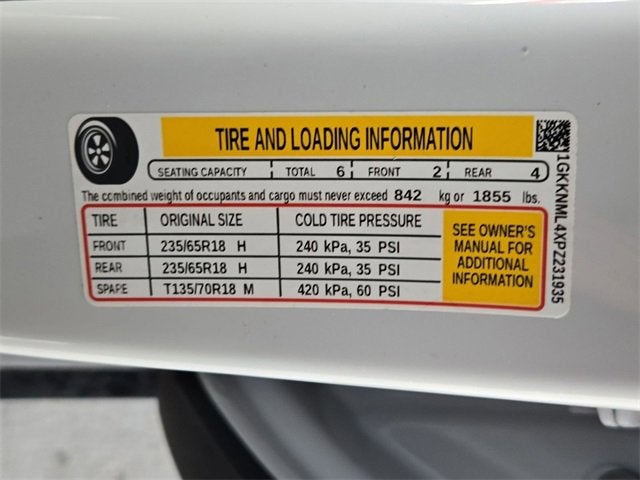 TIRE AND LOADING INFORMATION
SEATING CAPACITY TOTAL 6 FRONT 2 REAR 4
The combined weight of occupants and cargo must never exceed 842 kg or 1855 lbs.
TIRE ORIGINAL SIZE COLD TIRE PRESSURE
FRONT 235/65R18 H 240 kPa, 35 PSI
REAR 235/65R18 H 240 kPa, 35 PSI
SPARE T135/70R18 M 420 kPa, 60 PSI
SEE OWNER'S
MANUAL FOR
ADDITIONAL
INFORMATION
1GKKNML4XPZ231935